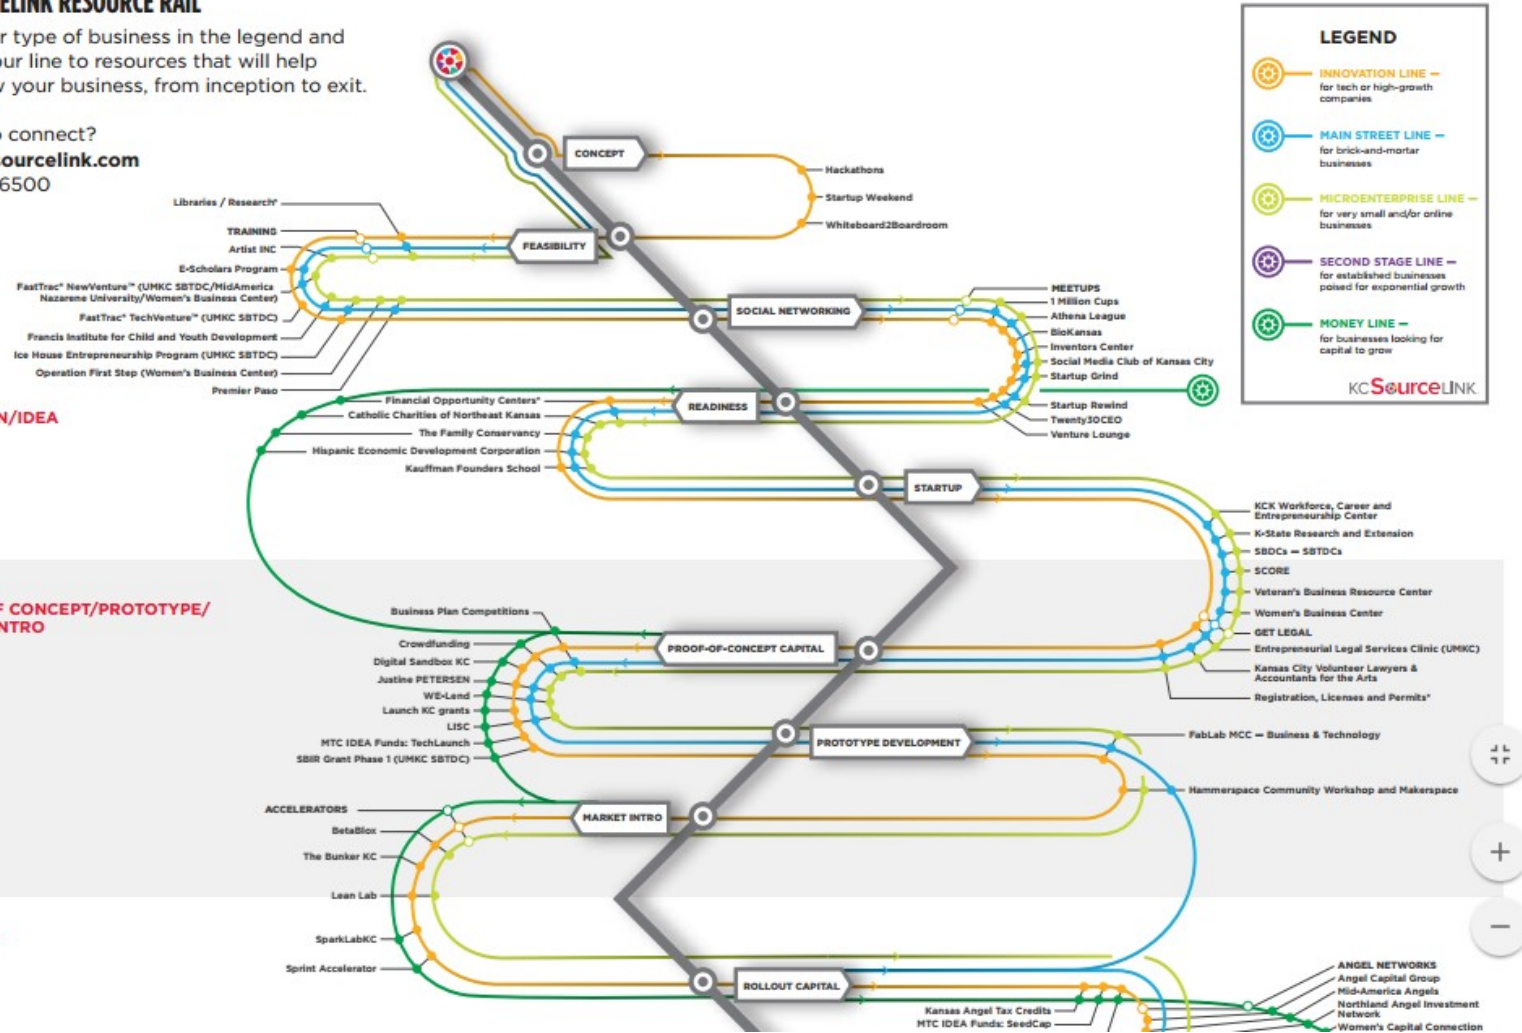 ELINK RESOURCE RAIL
r type of business in the legend and
our line to resources that will help
your business, from inception to exit.
connect?
sourcelink.com
6500
N/IDEA
F CONCEPT/PROTOTYPE/
NTRO
CONCEPT
Hackathons
Startup Weekend
Whiteboard2Boardroom
FEASIBILITY
Libraries / Research*
TRAINING
Artist INC
E-Scholars Program
FastTrac® NewVenture™ (UMKC SBTDC/MidAmerica
Nazarene University/Women's Business Center)
FastTrac® TechVenture™ (UMKC SBTDC)
Francis Institute for Child and Youth Development
Ice House Entrepreneurship Program (UMKC SBTDC)
Operation First Step (Women's Business Center)
Premier Paso
SOCIAL NETWORKING
MEETUPS
1 Million Cups
Athena League
BioKansas
Inventors Center
Social Media Club of Kansas City
Startup Grind
Startup Rewind
Twenty30CEO
Venture Lounge
READINESS
Financial Opportunity Centers*
Catholic Charities of Northeast Kansas
The Family Conservancy
Hispanic Economic Development Corporation
Kauffman Founders School
STARTUP
KCK Workforce, Career and
Entrepreneurship Center
K-State Research and Extension
SBDCs — SBTDCs
SCORE
Veteran's Business Resource Center
Women's Business Center
GET LEGAL
Entrepreneurial Legal Services Clinic (UMKC)
Kansas City Volunteer Lawyers &
Accountants for the Arts
Registration, Licenses and Permits*
PROOF-OF-CONCEPT CAPITAL
Business Plan Competitions
Crowdfunding
Digital Sandbox KC
Justine PETERSEN
WE-Lend
Launch KC grants
LISC
MTC IDEA Funds: TechLaunch
SBIR Grant Phase 1 (UMKC SBTDC)
PROTOTYPE DEVELOPMENT
FabLab MCC — Business & Technology
Hammerspace Community Workshop and Makerspace
MARKET INTRO
ACCELERATORS
BetaBlox
The Bunker KC
Lean Lab
SparkLabKC
Sprint Accelerator
ROLLOUT CAPITAL
Kansas Angel Tax Credits
MTC IDEA Funds: SeedCap
ANGEL NETWORKS
Angel Capital Group
Mid-America Angels
Northland Angel Investment
Network
Women's Capital Connection
LEGEND
INNOVATION LINE —
for tech or high-growth
companies
MAIN STREET LINE —
for brick-and-mortar
businesses
MICROENTERPRISE LINE —
for very small and/or online
businesses
SECOND STAGE LINE —
for established businesses
poised for exponential growth
MONEY LINE —
for businesses looking for
capital to grow
KCSourceLINK